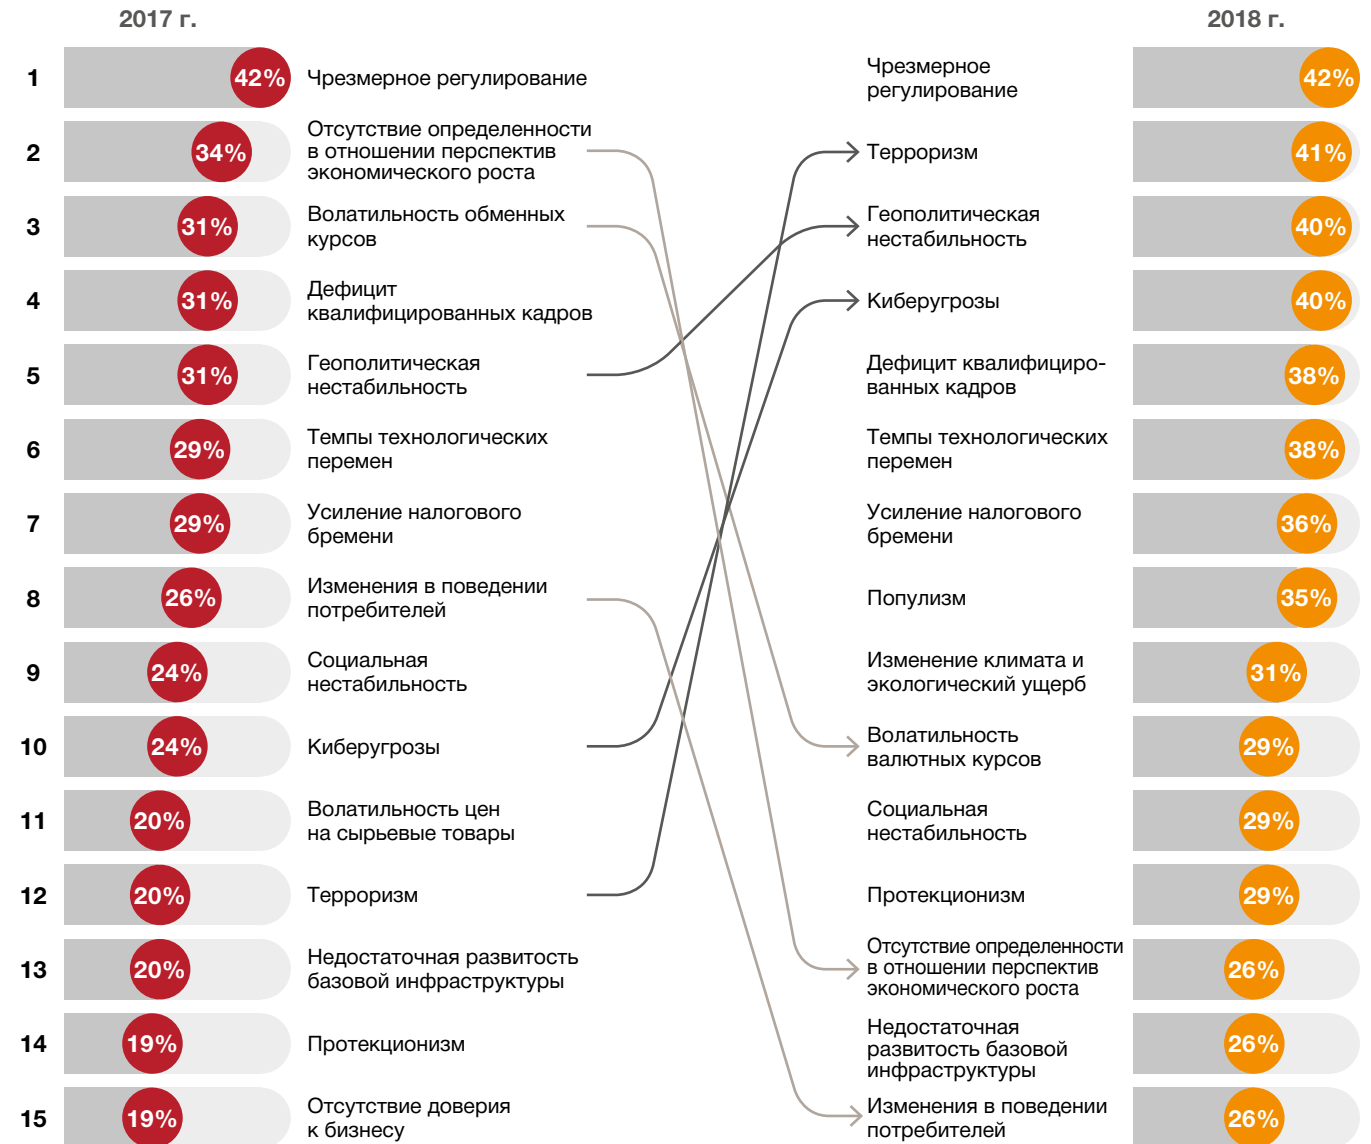 2017 г.
2018 г.
1
42%
Чрезмерное регулирование
Чрезмерное
регулирование
42%
2
34%
Отсутствие определенности
в отношении перспектив
экономического роста
Терроризм
41%
3
31%
Волатильность обменных
курсов
Геополитическая
нестабильность
40%
4
31%
Дефицит
квалифицированных кадров
Киберугрозы
40%
5
31%
Геополитическая
нестабильность
Дефицит квалифициро-
ванных кадров
38%
6
29%
Темпы технологических
перемен
Темпы технологических
перемен
38%
7
29%
Усиление налогового
бремени
Усиление налогового
бремени
36%
8
26%
Изменения в поведении
потребителей
Популизм
35%
9
24%
Социальная
нестабильность
Изменение климата и
экологический ущерб
31%
10
24%
Киберугрозы
Волатильность
валютных курсов
29%
11
20%
Волатильность цен
на сырьевые товары
Социальная
нестабильность
29%
12
20%
Терроризм
Протекционизм
29%
13
20%
Недостаточная развитость
базовой инфраструктуры
Отсутствие определенности
в отношении перспектив
экономического роста
26%
14
19%
Протекционизм
Недостаточная
развитость базовой
инфраструктуры
26%
15
19%
Отсутствие доверия
к бизнесу
Изменения в поведении
потребителей
26%